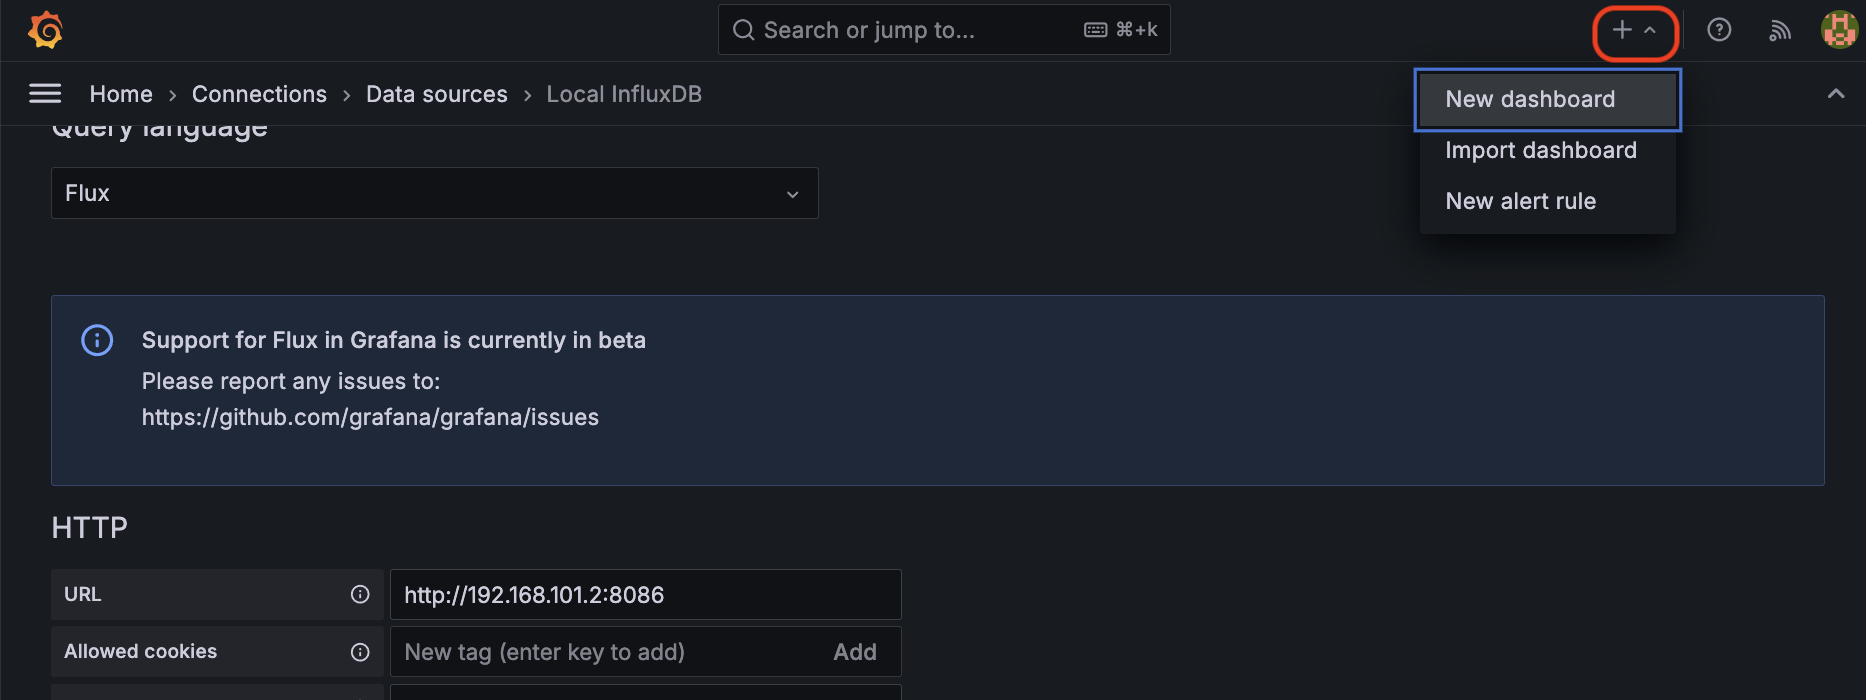 Search or jump to...
⌘+k
Home › Connections › Data sources › Local InfluxDB
New dashboard
Import dashboard
New alert rule
Query language
Flux
Support for Flux in Grafana is currently in beta
Please report any issues to:
https://github.com/grafana/grafana/issues
HTTP
URL
http://192.168.101.2:8086
Allowed cookies
New tag (enter key to add)
Add